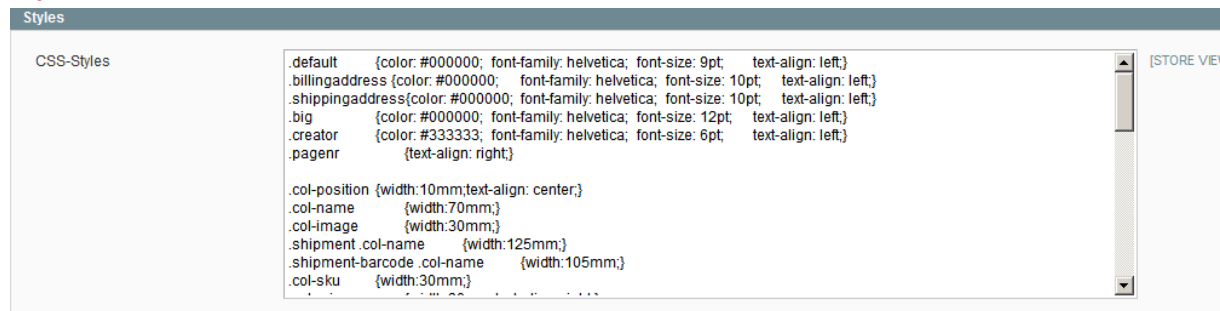 Styles
CSS-Styles
[STORE VIE
.default {color: #000000; font-family: helvetica; font-size: 9pt; text-align: left;}
.billingaddress {color: #000000; font-family: helvetica; font-size: 10pt; text-align: left;}
.shippingaddress{color: #000000; font-family: helvetica; font-size: 10pt; text-align: left;}
.big {color: #000000; font-family: helvetica; font-size: 12pt; text-align: left;}
.creator {color: #333333; font-family: helvetica; font-size: 6pt; text-align: left;}
.pagenr {text-align: right;}
.col-position {width:10mm;text-align: center;}
.col-name {width:70mm;}
.col-image {width:30mm;}
.shipment .col-name {width:125mm;}
.shipment-barcode .col-name {width:105mm;}
.col-sku {width:30mm;}